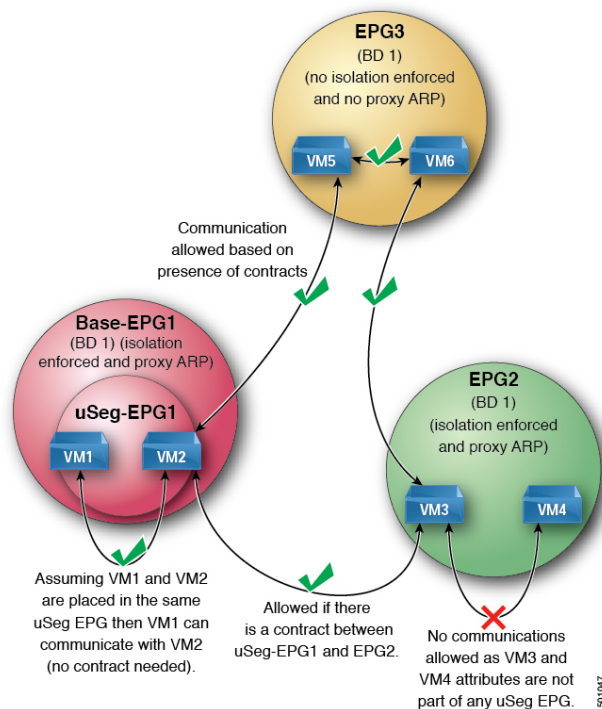 EPG3
(BD 1)
(no isolation enforced
and no proxy ARP)
VM5
VM6
Communication
allowed based on
presence of contracts
Base-EPG1
(BD 1) (isolation
enforced and proxy ARP)
uSeg-EPG1
VM1
VM2
EPG2
(BD 1)
(isolation enforced
and proxy ARP)
VM3
VM4
Assuming VM1 and VM2
are placed in the same
uSeg EPG then VM1 can
communicate with VM2
(no contract needed).
Allowed if there
is a contract between
uSeg-EPG1 and EPG2.
No communications
allowed as VM3 and
VM4 attributes are not
part of any uSeg EPG.
501047